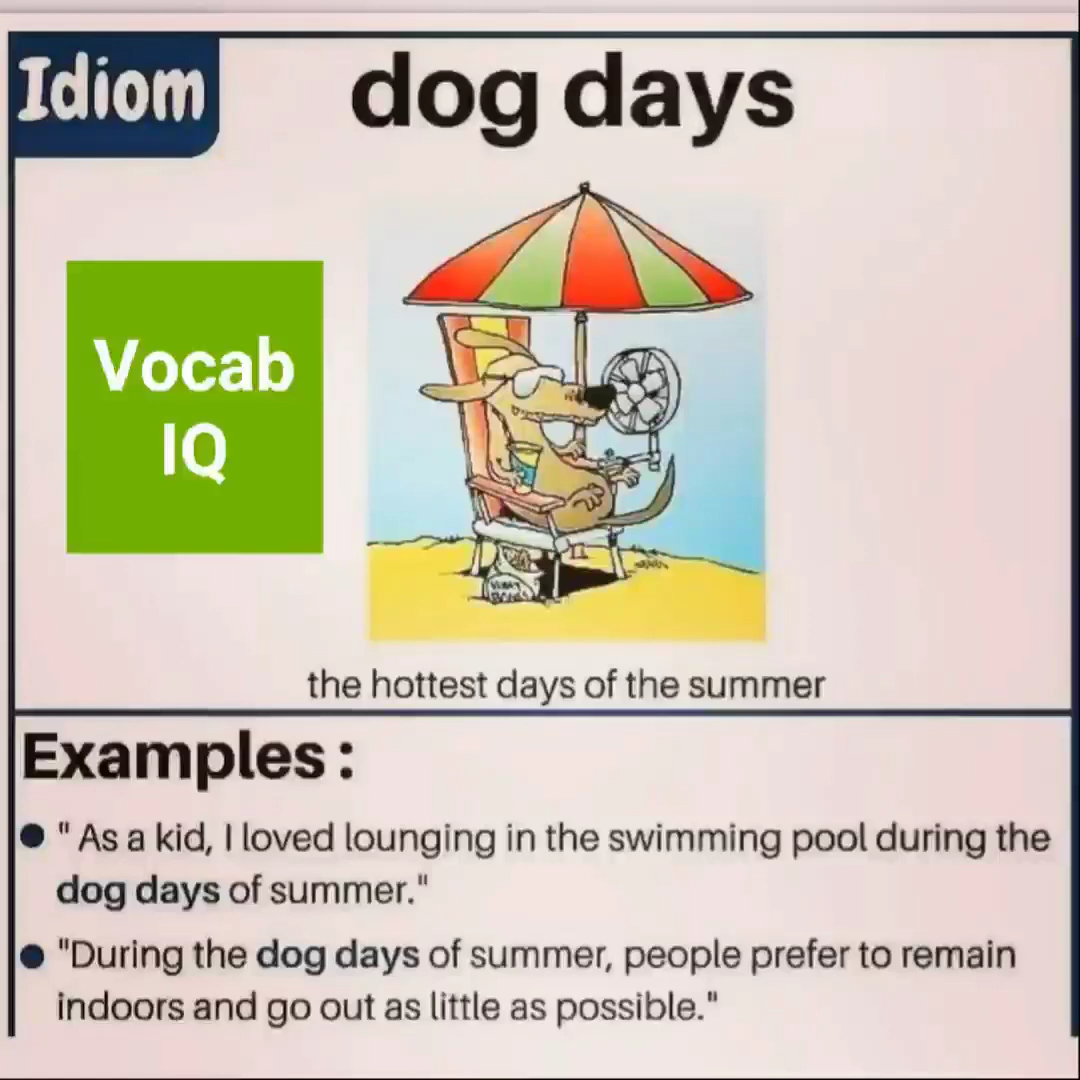 Idiom
dog days
Vocab
IQ
the hottest days of the summer
Examples :
" As a kid, I loved lounging in the swimming pool during the
dog days of summer."
"During the dog days of summer, people prefer to remain
indoors and go out as little as possible."